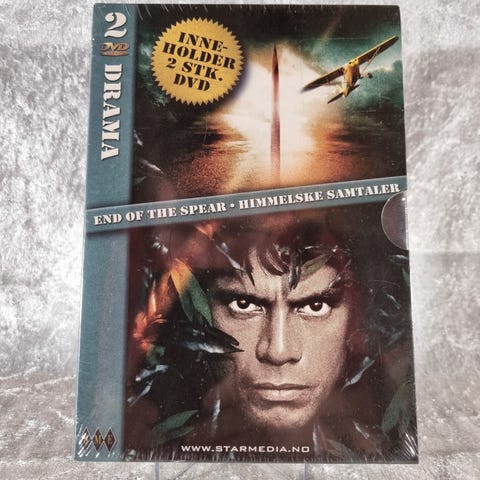 2
DVD
DRAMA
INNE-
HOLDER
2 STK.
DVD
END OF THE SPEAR • HIMMELSKE SAMTALER
WWW.STARMEDIA.NO